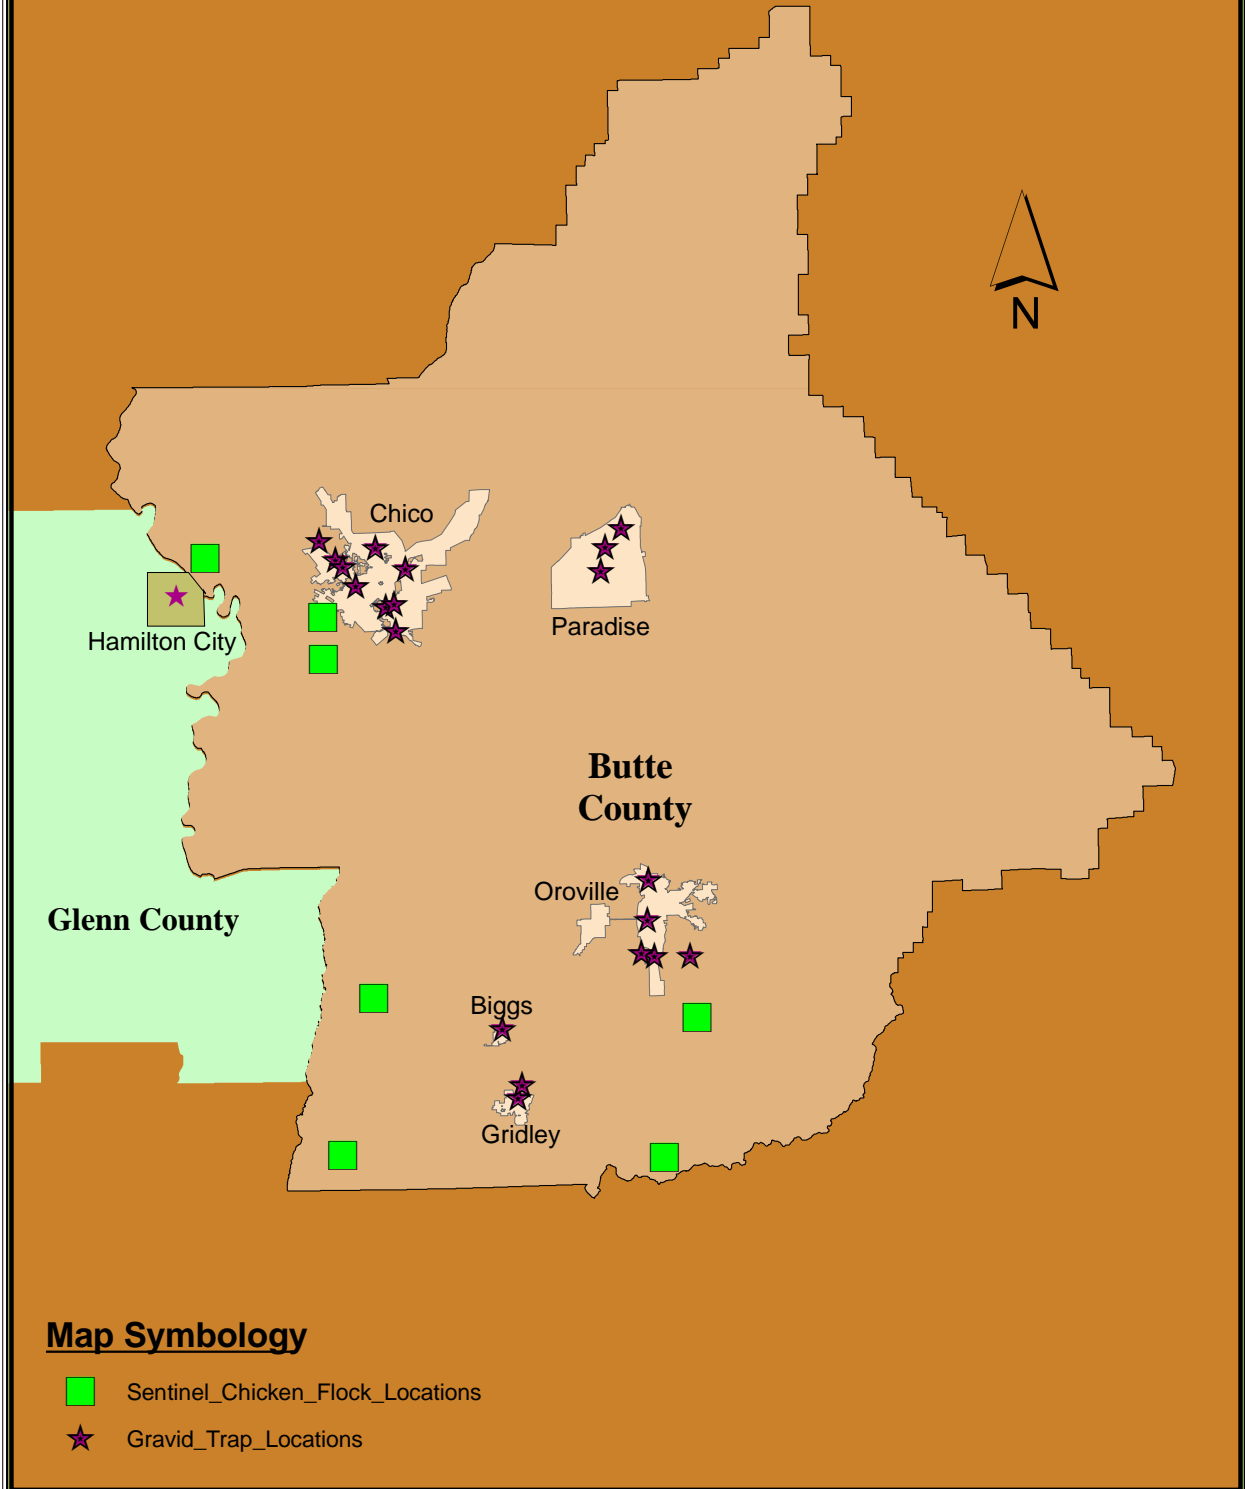 N
Chico
Paradise
Hamilton City
Butte
County
Oroville
Glenn County
Biggs
Gridley
Map Symbology
Sentinel_Chicken_Flock_Locations
Gravid_Trap_Locations